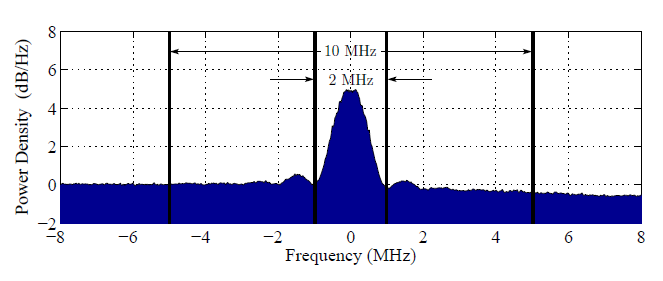 8
6
4
2
0
−2
Power Density (dB/Hz)
10 MHz
2 MHz
−8 −6 −4 −2 0 2 4 6 8
Frequency (MHz)